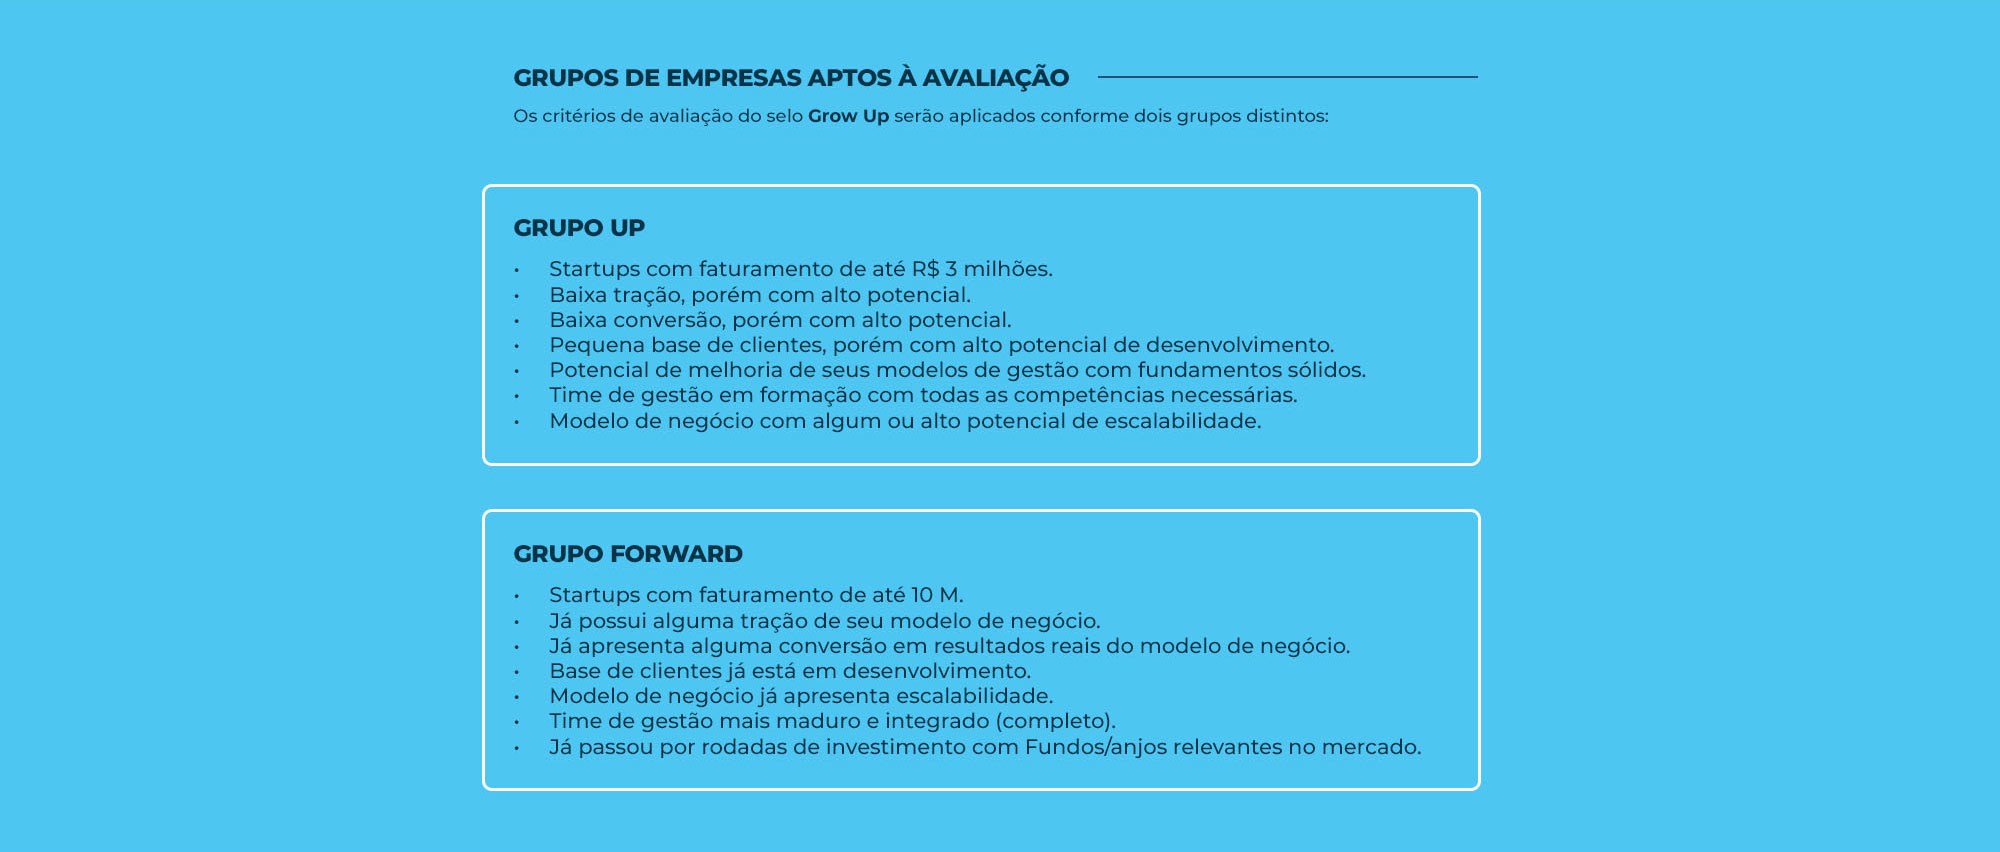 GRUPOS DE EMPRESAS APTOS À AVALIAÇÃO
Os critérios de avaliação do selo Grow Up serão aplicados conforme dois grupos distintos:
GRUPO UP
• Startups com faturamento de até R$ 3 milhões.
• Baixa tração, porém com alto potencial.
• Baixa conversão, porém com alto potencial.
• Pequena base de clientes, porém com alto potencial de desenvolvimento.
• Potencial de melhoria de seus modelos de gestão com fundamentos sólidos.
• Time de gestão em formação com todas as competências necessárias.
• Modelo de negócio com algum ou alto potencial de escalabilidade.
GRUPO FORWARD
• Startups com faturamento de até 10 M.
• Já possui alguma tração de seu modelo de negócio.
• Já apresenta alguma conversão em resultados reais do modelo de negócio.
• Base de clientes já está em desenvolvimento.
• Modelo de negócio já apresenta escalabilidade.
• Time de gestão mais maduro e integrado (completo).
• Já passou por rodadas de investimento com Fundos/anjos relevantes no mercado.